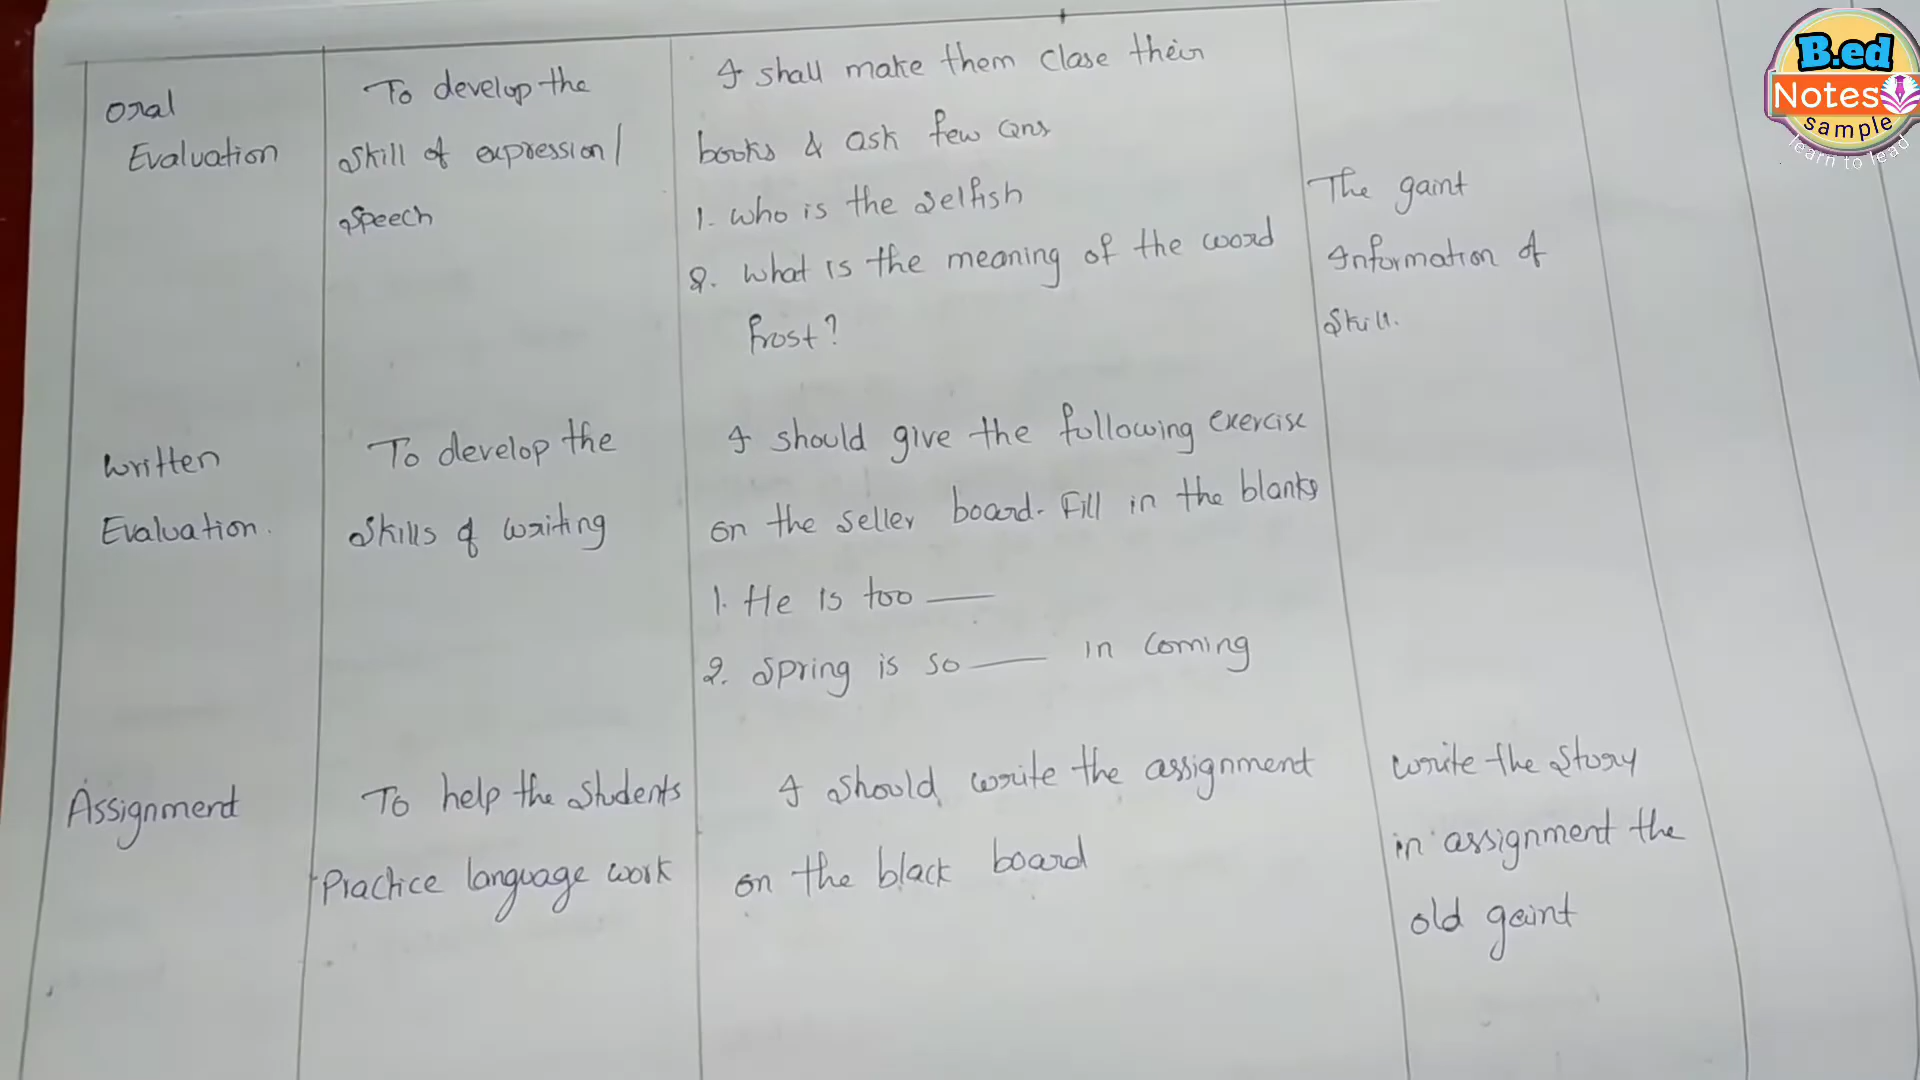 Oral
Evaluation
To develop the
skill of expression/
speech
I shall make them clase their
books & ask few Qns
1. who is the selfish
2. what is the meaning of the word
frost?
The gaint
Information of
skill.
Written
Evaluation.
To develop the
skills of writing
I should give the following exercise
on the seller board. Fill in the blanks
1. He is too ——
2. Spring is so —— in coming
Assignment
To help the students
Practice language work
I should write the assignment
on the black board
write the story
in assignment the
old gaint
B.ed
Notes
sample
learn to lead